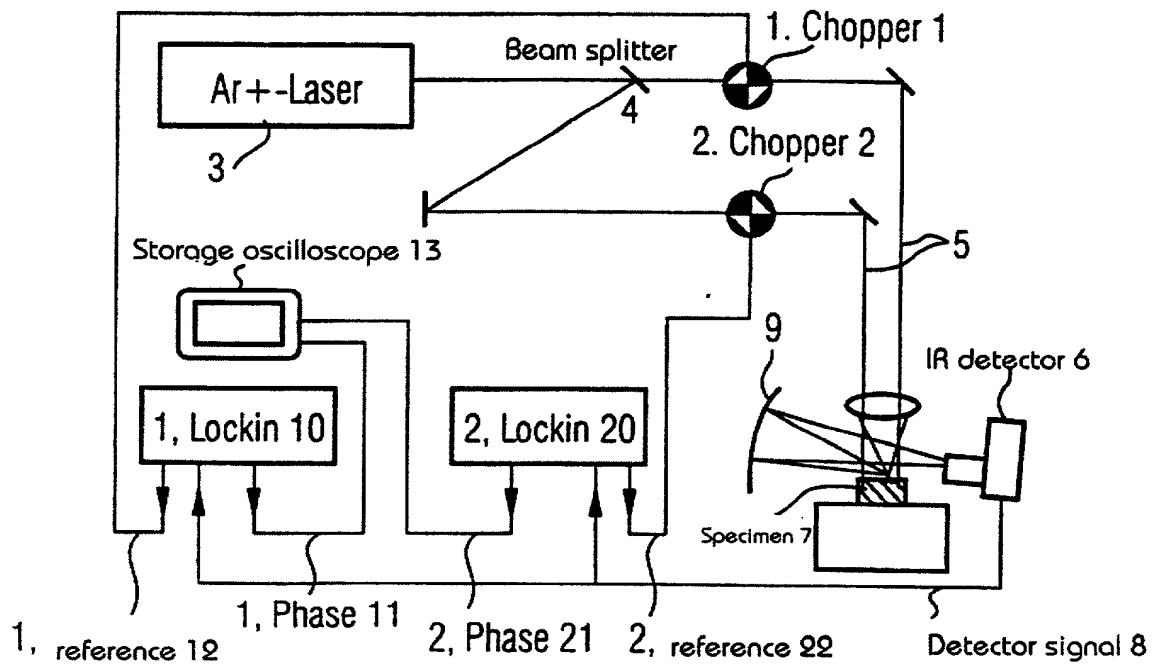 1. Chopper 1
Beam splitter
Ar+-Laser
4
3
2. Chopper 2
5
Storage oscilloscope 13
9
IR detector 6
1, Lockin 10
2, Lockin 20
Specimen 7
1, Phase 11
2, Phase 21
1, reference 12
2, reference 22
Detector signal 8